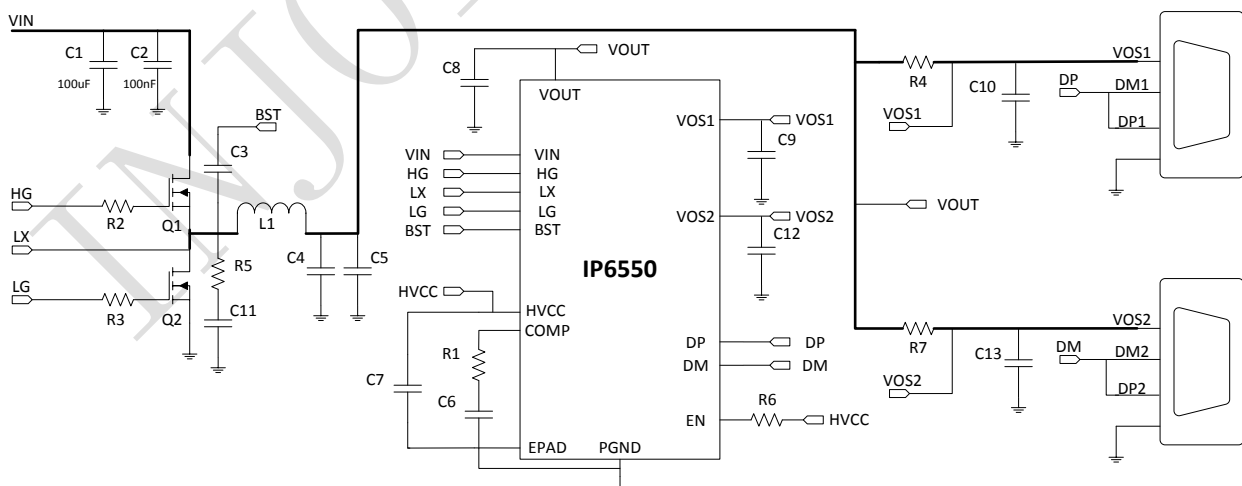 VIN
C1
C2
100uF
100nF
BST
C3
HG
R2
Q1
LX
L1
R5
LG
R3
Q2
C11
C4
C5
C8
VOUT
VOUT
VIN
HG
LX
LG
BST
VIN
HG
LX
LG
BST
VOS1
VOS1
C9
VOS2
VOS2
C12
IP6550
HVCC
HVCC
COMP
R1
C7
C6
EPAD
PGND
DP
DP
DM
DM
EN
R6
HVCC
R4
VOS1
C10
VOS1
DP
DM1
DP1
VOUT
R7
VOS2
C13
VOS2
DM
DM2
DP2
INJO